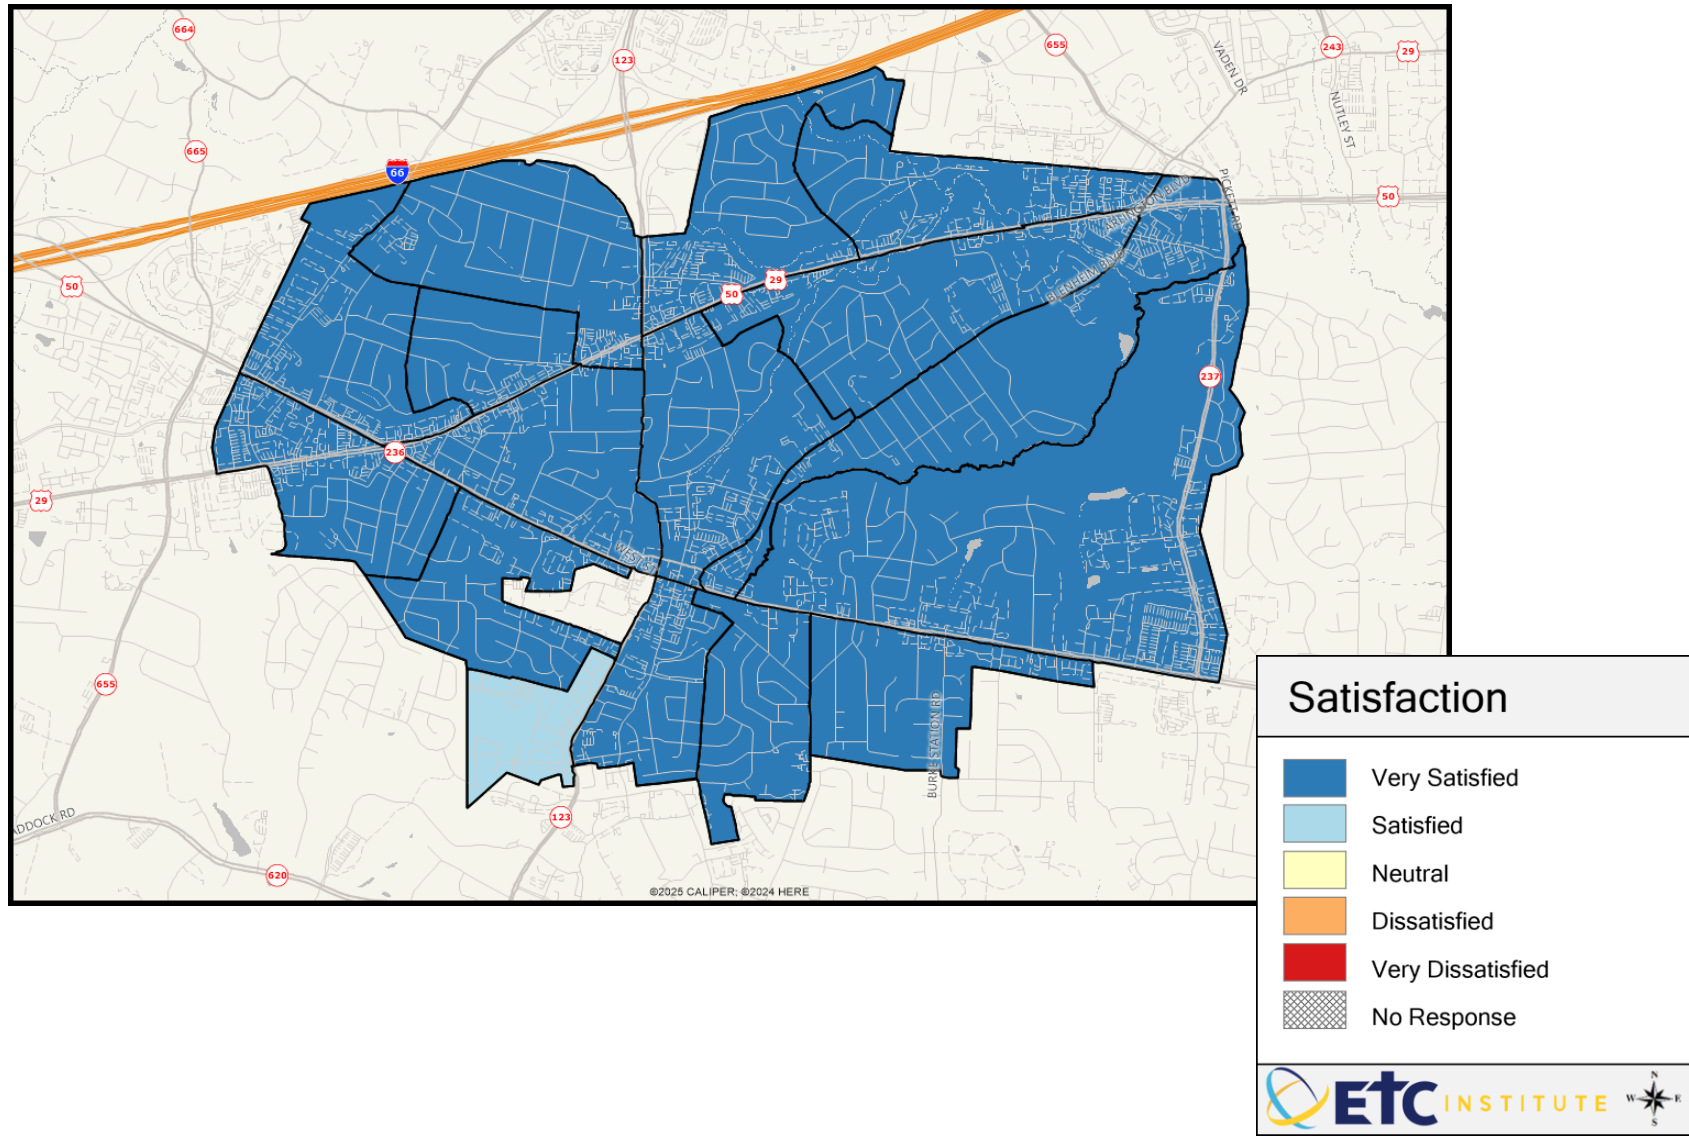 664
123
655
243
29
VADEN DR
NUTLEY ST
665
66
PICKETT RD
50
ARLINGTON BLVD
50
29
50
BLENHEIM BLVD
237
236
29
WEST ST
655
BURKE STATION RD
123
ADDOCK RD
620
©2025 CALIPER; ©2024 HERE
Satisfaction
Very Satisfied
Satisfied
Neutral
Dissatisfied
Very Dissatisfied
No Response
ETC INSTITUTE
N
W E
S